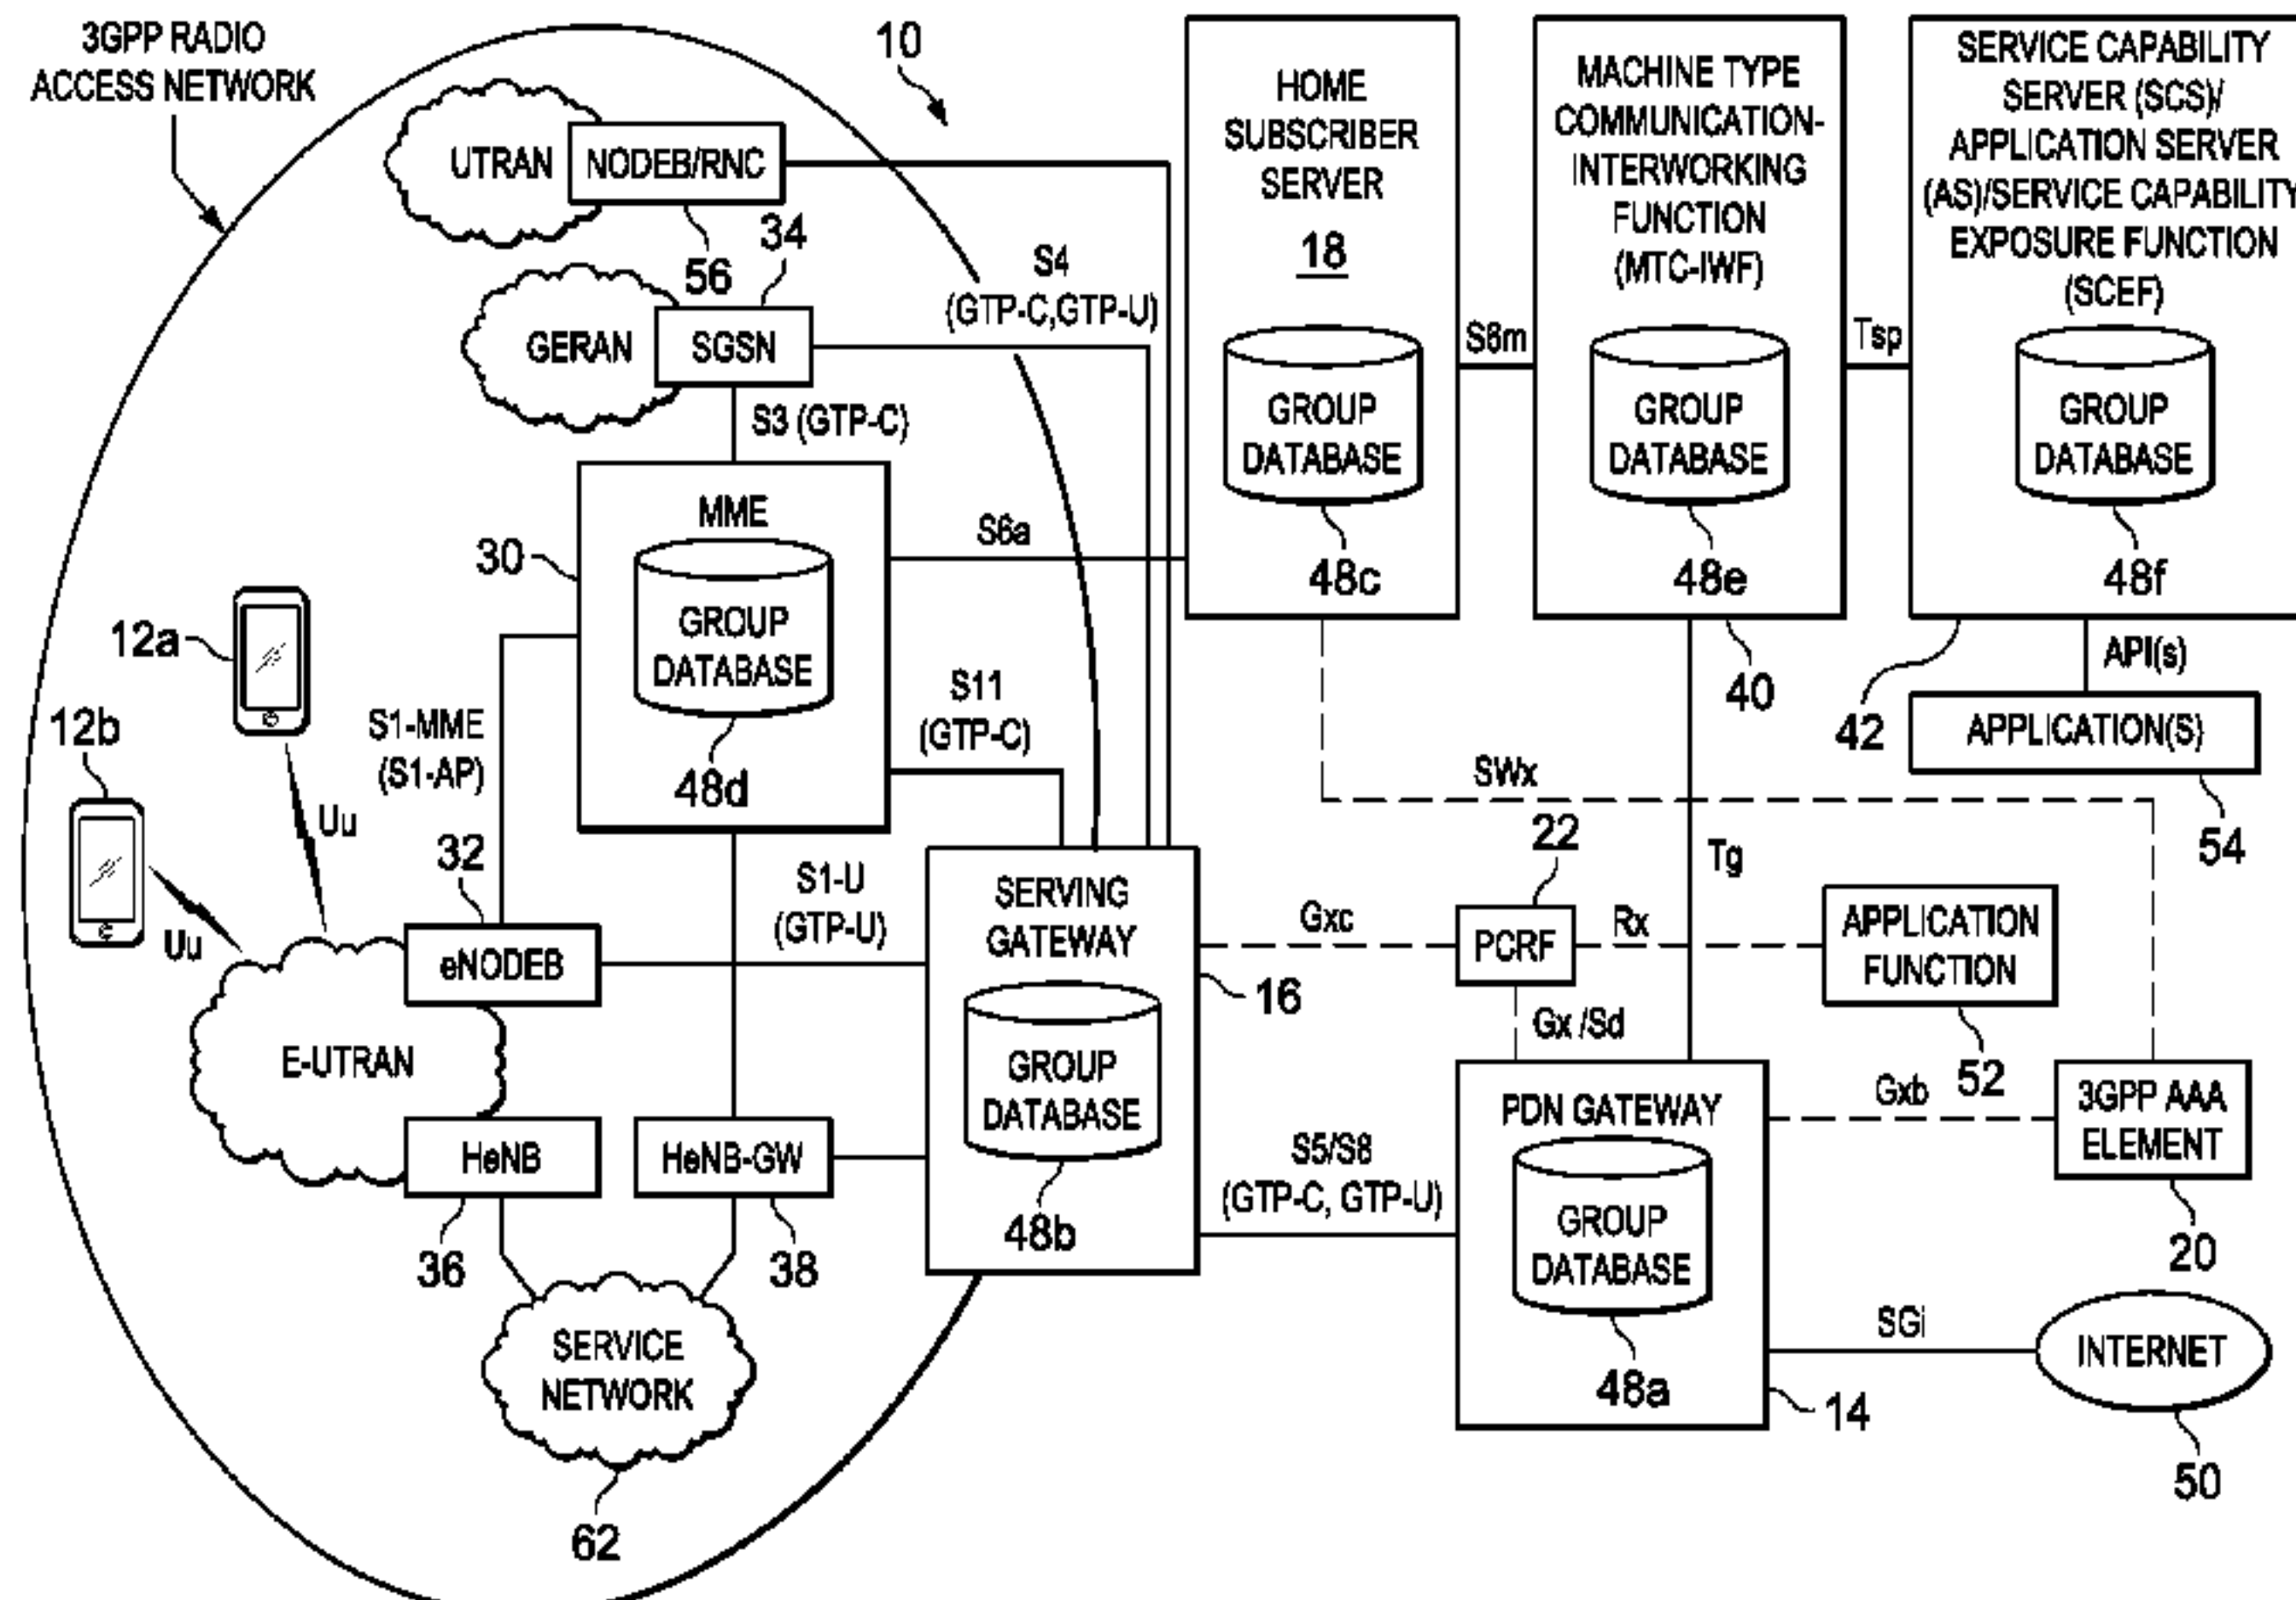 3GPP RADIO
ACCESS NETWORK
10
UTRAN
NODEB/RNC
56
34
GERAN
SGSN
S4
(GTP-C,GTP-U)
S3 (GTP-C)
HOME
SUBSCRIBER
SERVER
18
GROUP
DATABASE
48c
S6m
MACHINE TYPE
COMMUNICATION-
INTERWORKING
FUNCTION
(MTC-IWF)
GROUP
DATABASE
48e
40
Tsp
SERVICE CAPABILITY
SERVER (SCS)/
APPLICATION SERVER
(AS)/SERVICE CAPABILITY
EXPOSURE FUNCTION
(SCEF)
GROUP
DATABASE
48f
42
API(s)
APPLICATION(S)
54
MME
30
GROUP
DATABASE
48d
S6a
S11
(GTP-C)
12a
12b
Uu
Uu
S1-MME
(S1-AP)
32
eNODEB
S1-U
(GTP-U)
E-UTRAN
HeNB
36
HeNB-GW
38
SERVICE
NETWORK
62
SERVING
GATEWAY
16
GROUP
DATABASE
48b
SWx
22
PCRF
Gxc
Rx
Tg
Gx /Sd
APPLICATION
FUNCTION
52
S5/S8
(GTP-C, GTP-U)
PDN GATEWAY
GROUP
DATABASE
48a
14
Gxb
3GPP AAA
ELEMENT
20
SGi
INTERNET
50